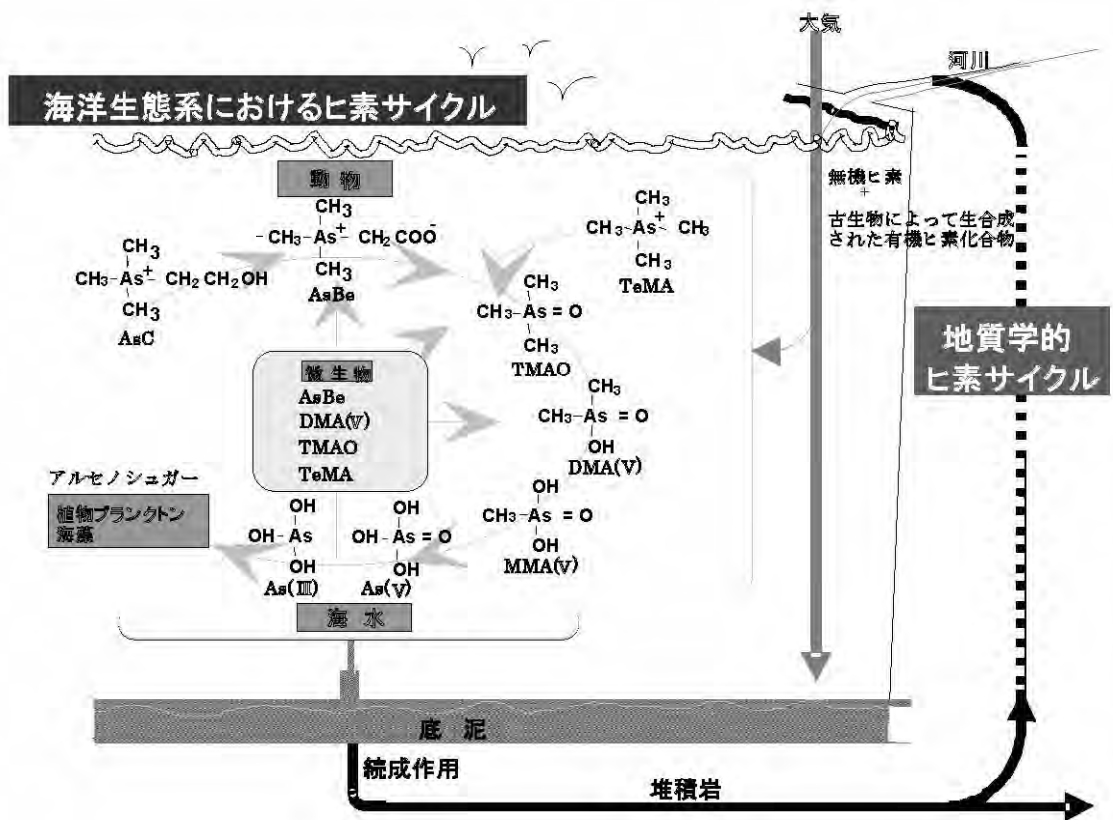 大気
河川
海洋生態系におけるヒ素サイクル
動物
無機ヒ素
+
古生物によって生合成
された有機ヒ素化合物
CH3
-CH3-As+-CH2COO-
CH3
AsBe
CH3
CH3-As+-CH2CH2OH
CH3
AsC
CH3
CH3-As+-CH3
CH3
TeMA
CH3
CH3-As=O
CH3
TMAO
地質学的
ヒ素サイクル
微生物
AsBe
DMA(V)
TMAO
TeMA
CH3
CH3-As=O
OH
DMA(V)
アルセノシュガー
植物プランクトン
海藻
OH
OH-As
OH
As(III)
OH
OH-As=O
OH
As(V)
OH
CH3-As=O
OH
MMA(V)
海水
底泥
続成作用
堆積岩